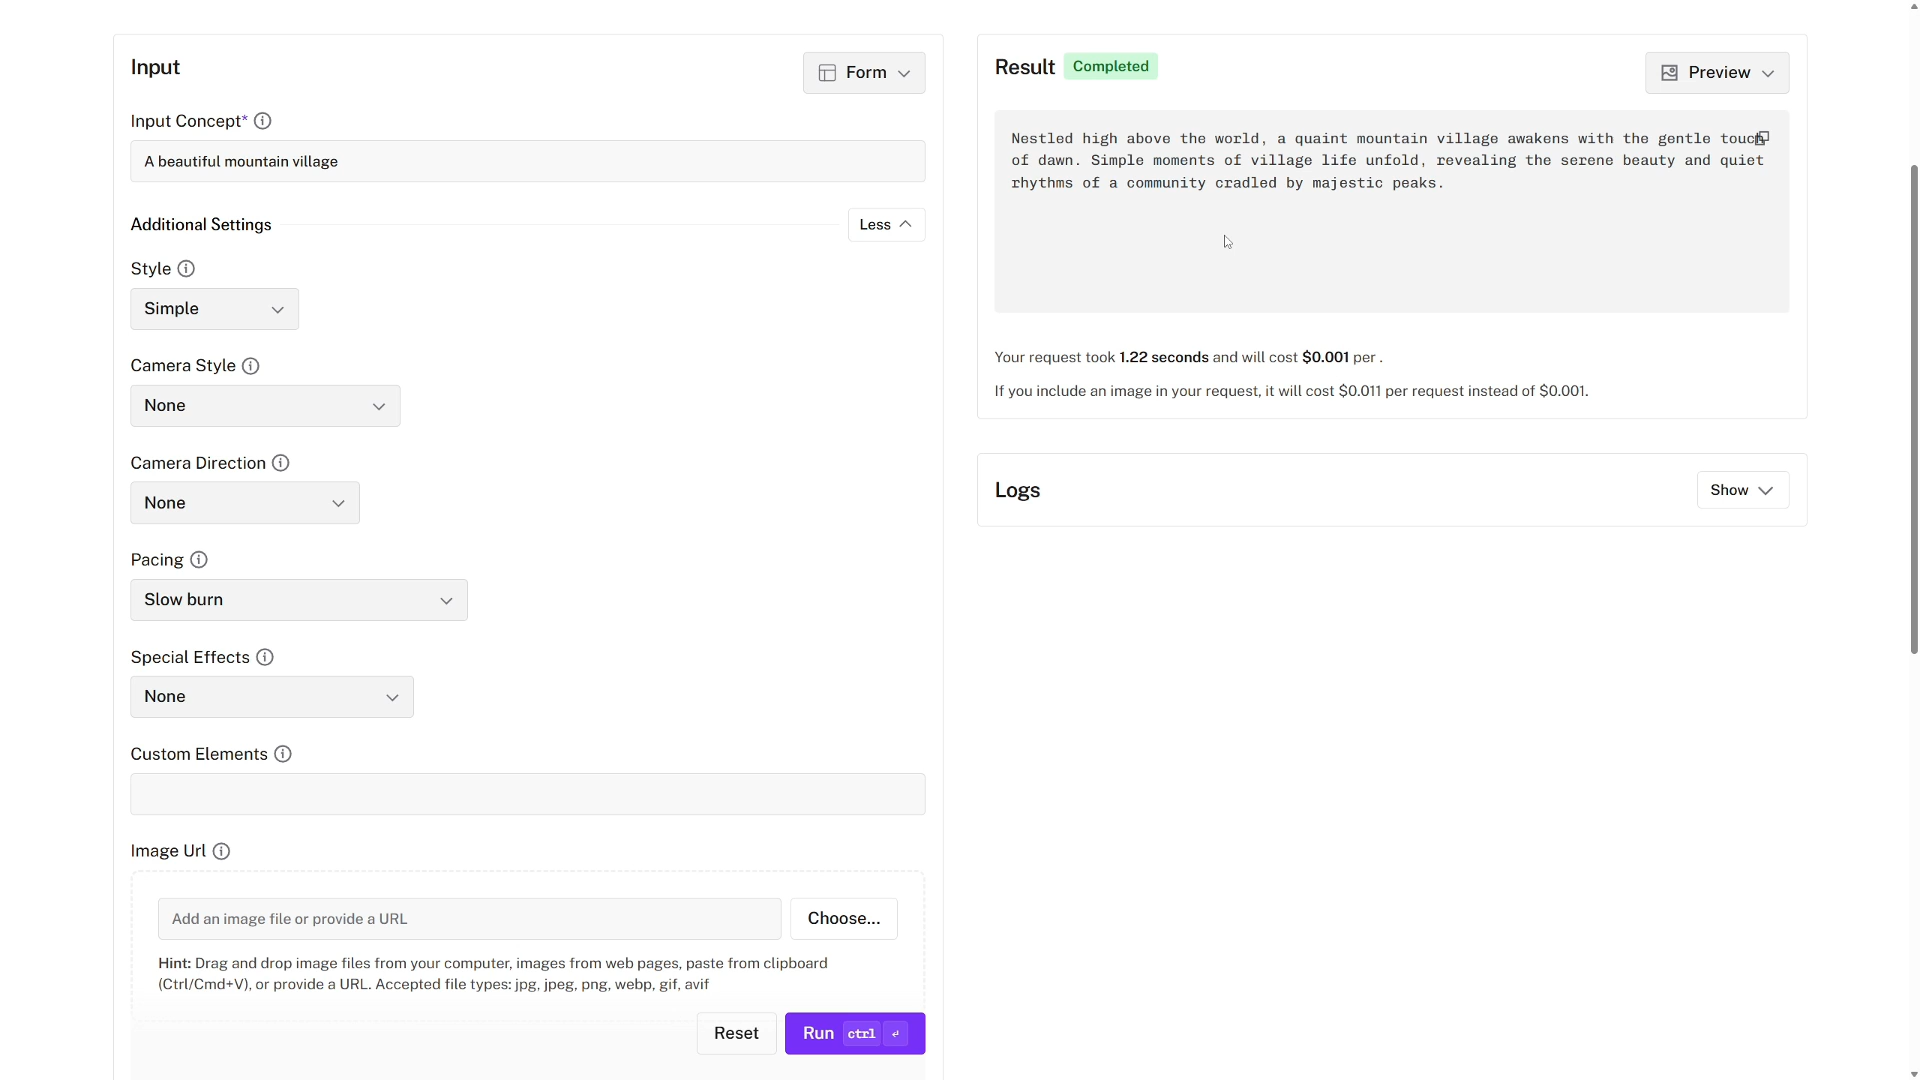 Input
Form
Input Concept*
A beautiful mountain village
Additional Settings
Less
Style
Simple
Camera Style
None
Camera Direction
None
Pacing
Slow burn
Special Effects
None
Custom Elements
Image Url
Add an image file or provide a URL
Choose...
Hint: Drag and drop image files from your computer, images from web pages, paste from clipboard
(Ctrl/Cmd+V), or provide a URL. Accepted file types: jpg, jpeg, png, webp, gif, avif
Reset
Run ctrl ↵
Result Completed
Preview
Nestled high above the world, a quaint mountain village awakens with the gentle touch
of dawn. Simple moments of village life unfold, revealing the serene beauty and quiet
rhythms of a community cradled by majestic peaks.
Your request took 1.22 seconds and will cost $0.001 per .
If you include an image in your request, it will cost $0.011 per request instead of $0.001.
Logs
Show